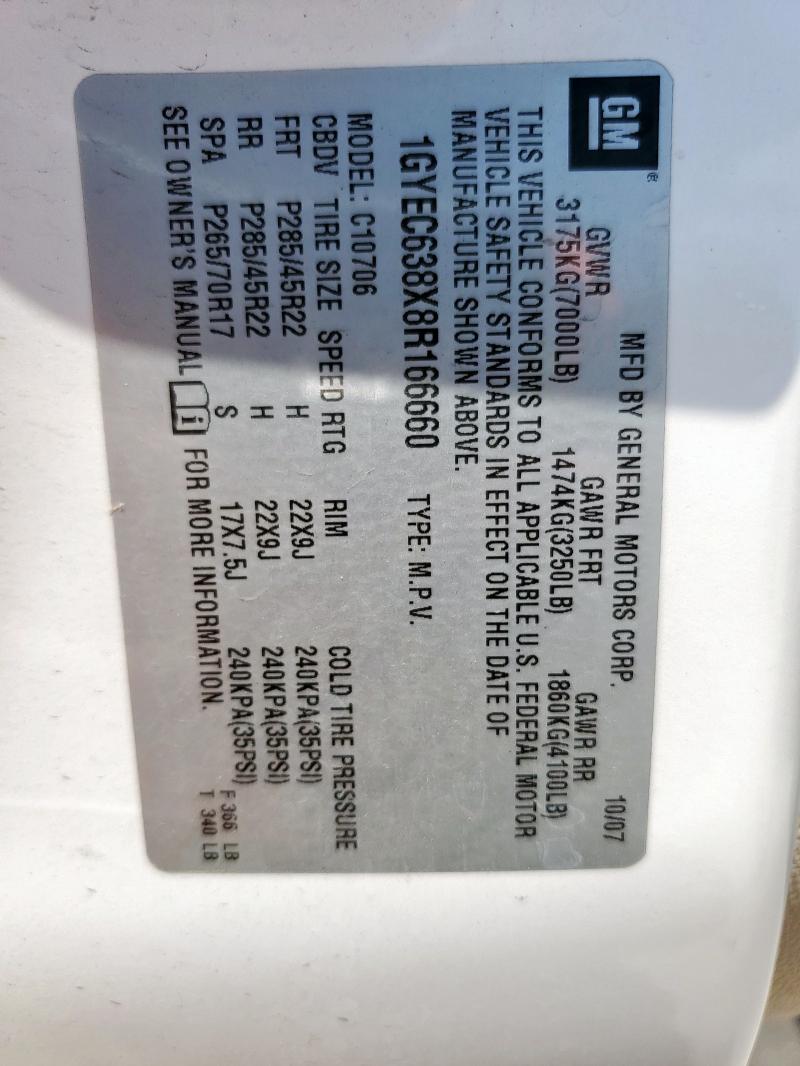 GM®
MFD BY GENERAL MOTORS CORP. 10/07
GVWR GAWR FRT GAWR RR
3175KG(7000LB) 1474KG(3250LB) 1860KG(4100LB)
THIS VEHICLE CONFORMS TO ALL APPLICABLE U.S. FEDERAL MOTOR
VEHICLE SAFETY STANDARDS IN EFFECT ON THE DATE OF
MANUFACTURE SHOWN ABOVE.
1GYEC638X8R166660 TYPE: M.P.V.
MODEL: C10706
CBDV TIRE SIZE SPEED RTG RIM COLD TIRE PRESSURE
FRT P285/45R22 H 22X9J 240KPA(35PSI)
RR P285/45R22 H 22X9J 240KPA(35PSI)
SPA P265/70R17 S 17X7.5J 240KPA(35PSI)
SEE OWNER'S MANUAL i FOR MORE INFORMATION.
F 366 LB
T 340 LB